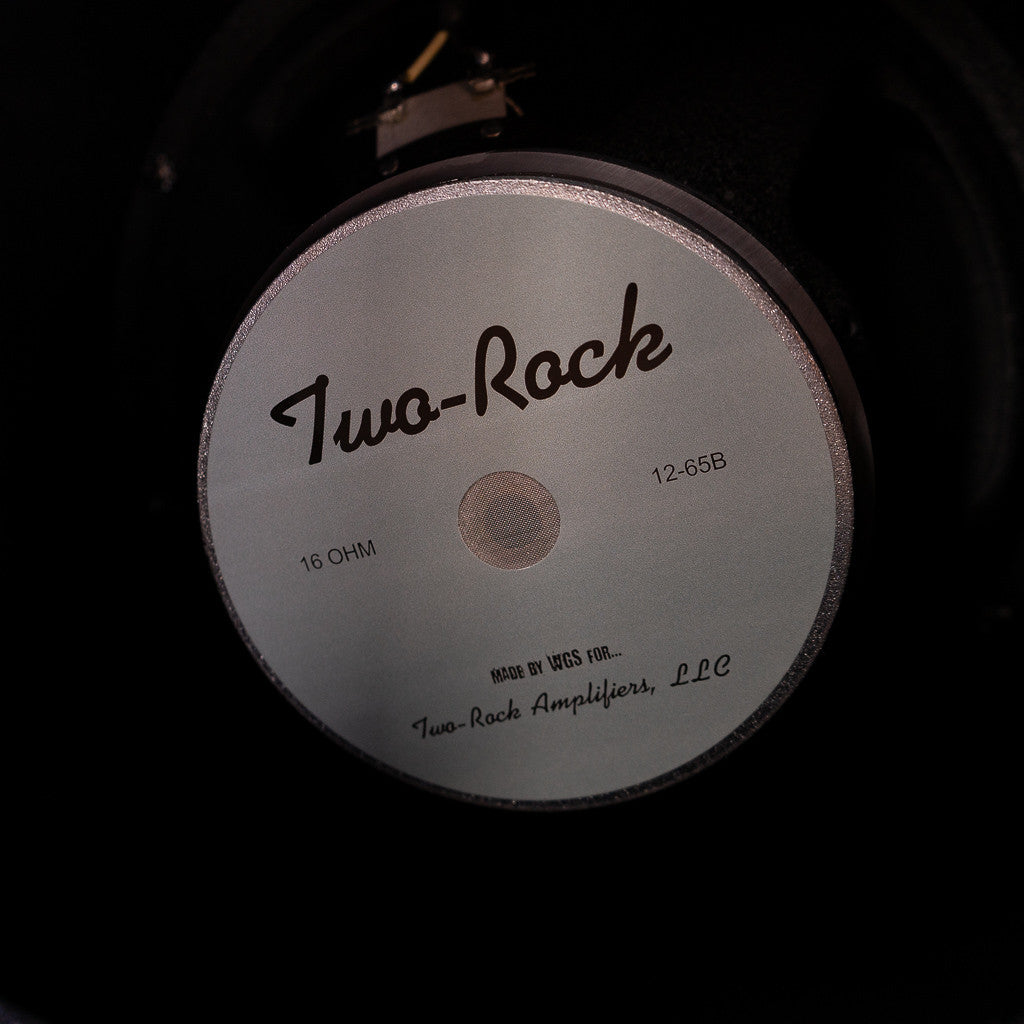 Two-Rock
12-65B
16 OHM
MADE BY WGS FOR...
Two-Rock Amplifiers, LLC